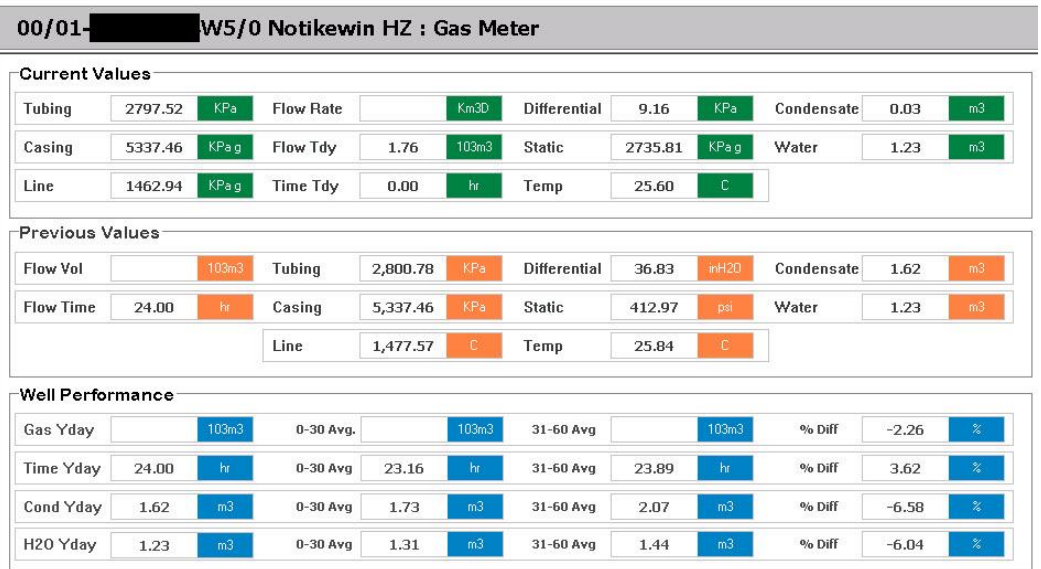 00/01- W5/0 Notikewin HZ : Gas Meter
Current Values
Tubing 2797.52 KPa Flow Rate Km3D Differential 9.16 KPa Condensate 0.03 m3
Casing 5337.46 KPa g Flow Tdy 1.76 103m3 Static 2735.81 KPa g Water 1.23 m3
Line 1462.94 KPa g Time Tdy 0.00 hr Temp 25.60 C
Previous Values
Flow Vol 103m3 Tubing 2,800.78 KPa Differential 36.83 inH2O Condensate 1.62 m3
Flow Time 24.00 hr Casing 5,337.46 KPa Static 412.97 psi Water 1.23 m3
Line 1,477.57 C Temp 25.84 C
Well Performance
Gas Yday 103m3 0-30 Avg. 103m3 31-60 Avg 103m3 % Diff -2.26 %
Time Yday 24.00 hr 0-30 Avg 23.16 hr 31-60 Avg 23.89 hr % Diff 3.62 %
Cond Yday 1.62 m3 0-30 Avg 1.73 m3 31-60 Avg 2.07 m3 % Diff -6.58 %
H2O Yday 1.23 m3 0-30 Avg 1.31 m3 31-60 Avg 1.44 m3 % Diff -6.04 %